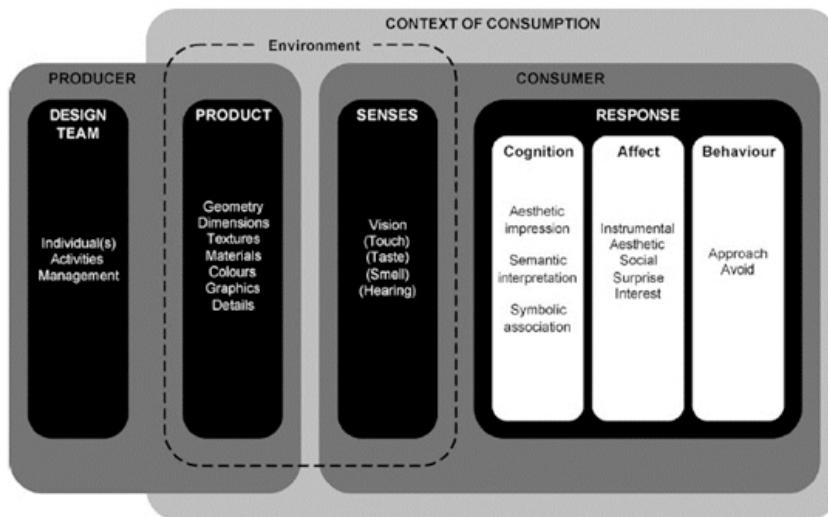 CONTEXT OF CONSUMPTION
Environment
PRODUCER
CONSUMER
DESIGN
TEAM
Individual(s)
Activities
Management
PRODUCT
Geometry
Dimensions
Textures
Materials
Colours
Graphics
Details
SENSES
Vision
(Touch)
(Taste)
(Smell)
(Hearing)
RESPONSE
Cognition
Aesthetic
impression
Semantic
interpretation
Symbolic
association
Affect
Instrumental
Aesthetic
Social
Surprise
Interest
Behaviour
Approach
Avoid